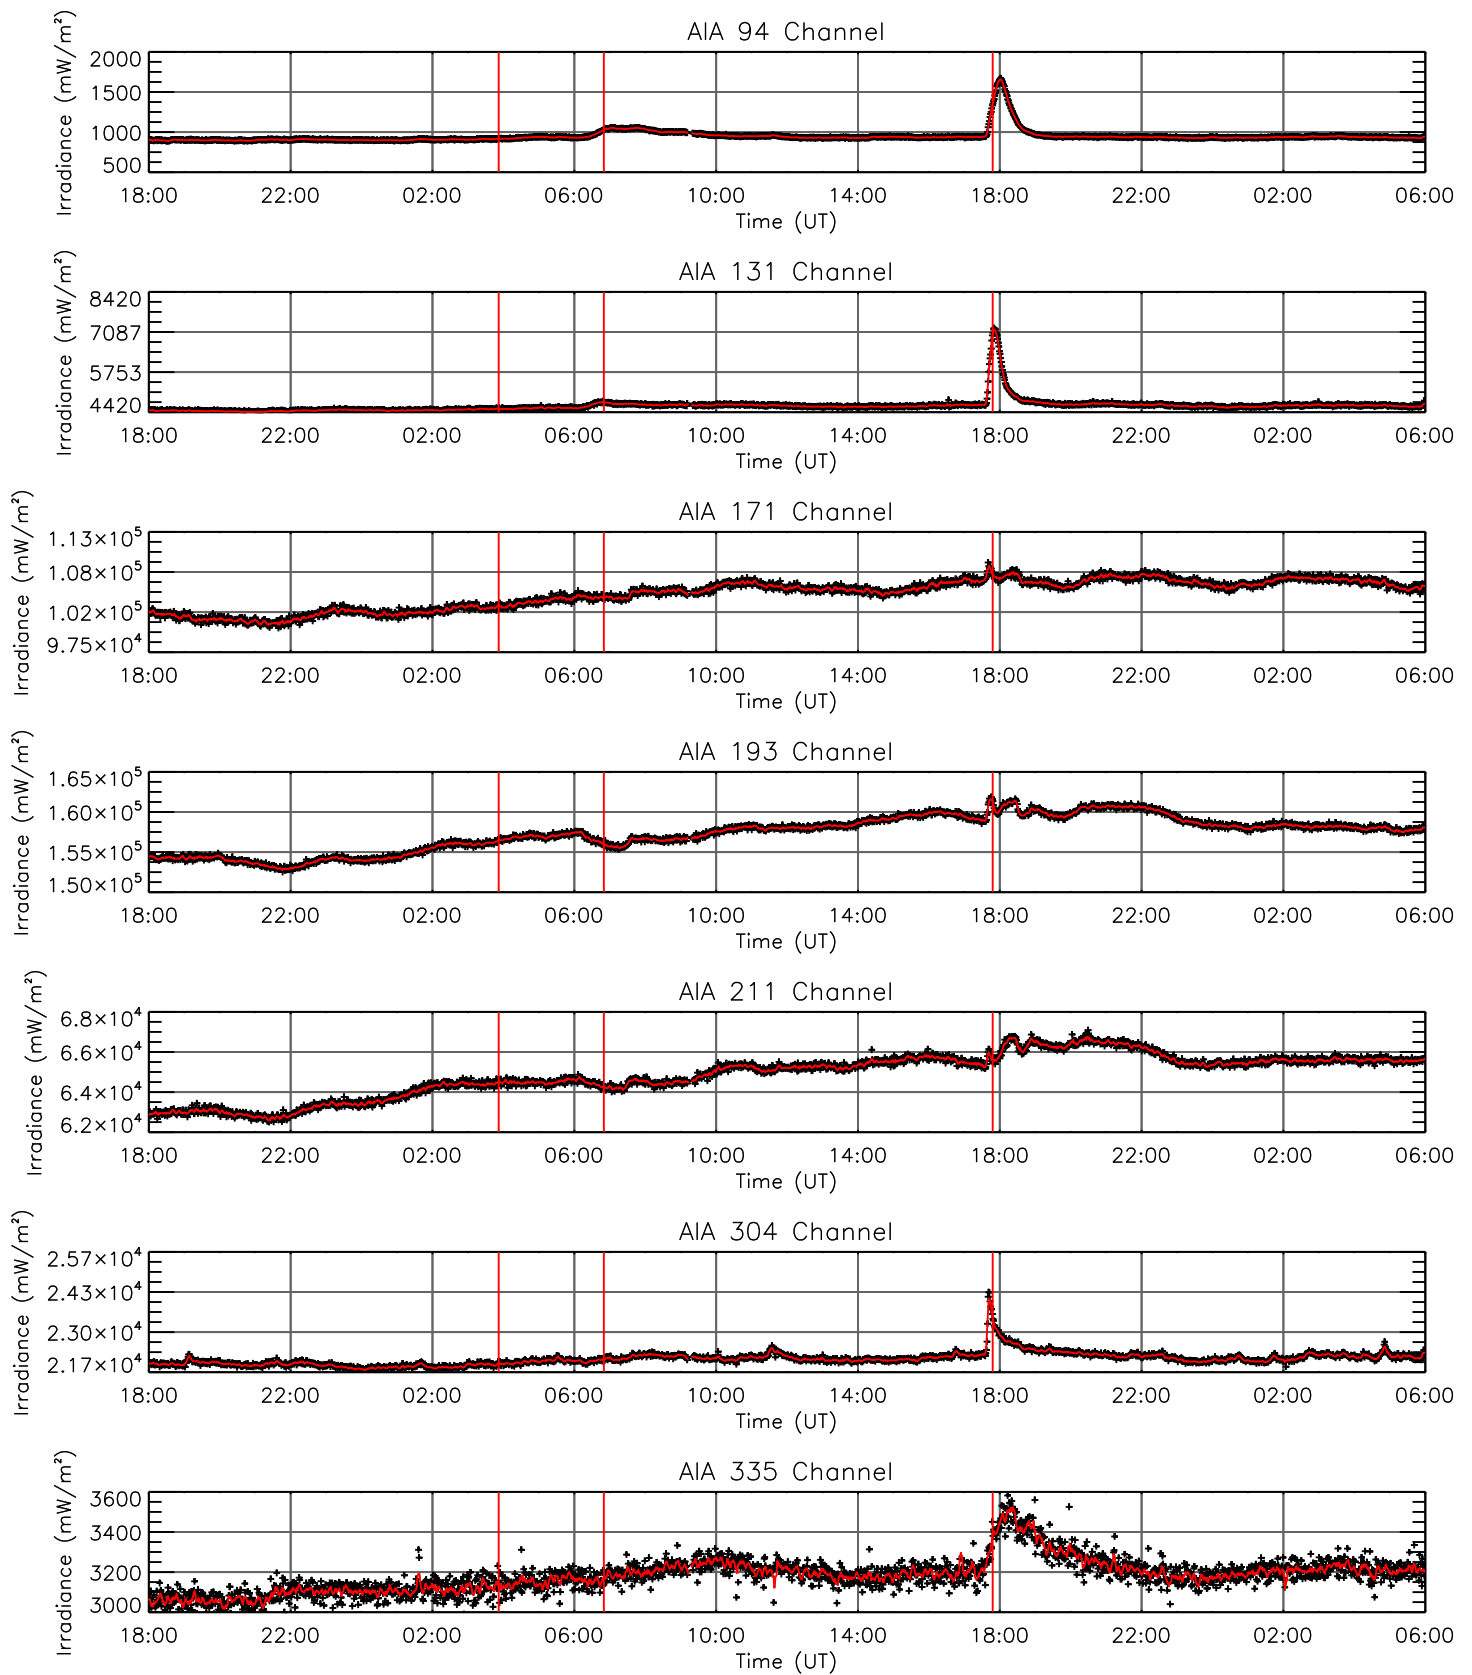 AIA 94 Channel
Irradiance (mW/m²)
2000
1500
1000
500
18:00 22:00 02:00 06:00 10:00 14:00 18:00 22:00 02:00 06:00
Time (UT)
AIA 131 Channel
Irradiance (mW/m²)
8420
7087
5753
4420
18:00 22:00 02:00 06:00 10:00 14:00 18:00 22:00 02:00 06:00
Time (UT)
AIA 171 Channel
Irradiance (mW/m²)
1.13×10⁵
1.08×10⁵
1.02×10⁵
9.75×10⁴
18:00 22:00 02:00 06:00 10:00 14:00 18:00 22:00 02:00 06:00
Time (UT)
AIA 193 Channel
Irradiance (mW/m²)
1.65×10⁵
1.60×10⁵
1.55×10⁵
1.50×10⁵
18:00 22:00 02:00 06:00 10:00 14:00 18:00 22:00 02:00 06:00
Time (UT)
AIA 211 Channel
Irradiance (mW/m²)
6.8×10⁴
6.6×10⁴
6.4×10⁴
6.2×10⁴
18:00 22:00 02:00 06:00 10:00 14:00 18:00 22:00 02:00 06:00
Time (UT)
AIA 304 Channel
Irradiance (mW/m²)
2.57×10⁴
2.43×10⁴
2.30×10⁴
2.17×10⁴
18:00 22:00 02:00 06:00 10:00 14:00 18:00 22:00 02:00 06:00
Time (UT)
AIA 335 Channel
Irradiance (mW/m²)
3600
3400
3200
3000
18:00 22:00 02:00 06:00 10:00 14:00 18:00 22:00 02:00 06:00
Time (UT)